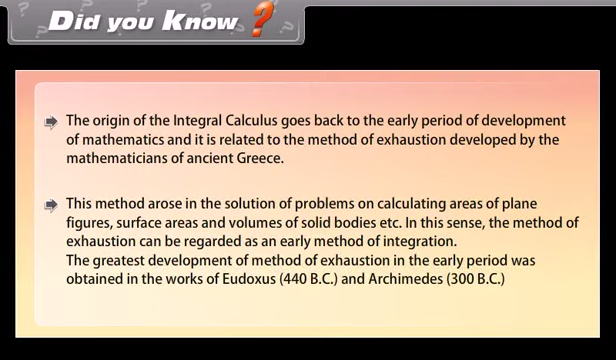 Did you Know ?
The origin of the Integral Calculus goes back to the early period of development
of mathematics and it is related to the method of exhaustion developed by the
mathematicians of ancient Greece.
This method arose in the solution of problems on calculating areas of plane
figures, surface areas and volumes of solid bodies etc. In this sense, the method of
exhaustion can be regarded as an early method of integration.
The greatest development of method of exhaustion in the early period was
obtained in the works of Eudoxus (440 B.C.) and Archimedes (300 B.C.)